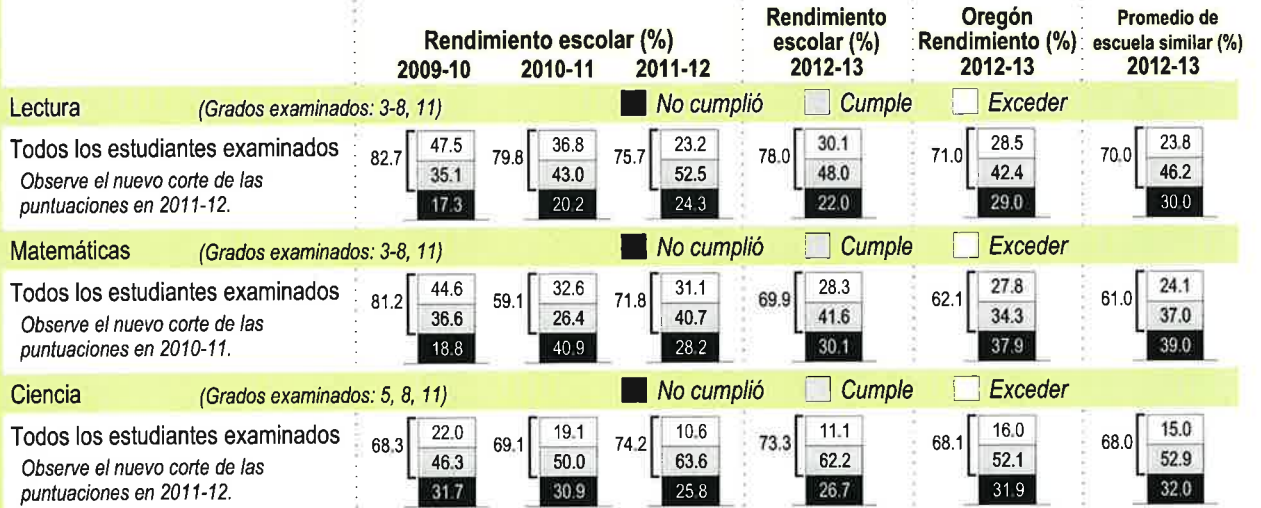 Rendimiento escolar (%)
Rendimiento escolar (%)
Oregón Rendimiento (%)
Promedio de escuela similar (%)
2009-10 2010-11 2011-12 2012-13 2012-13 2012-13
Lectura (Grados examinados: 3-8, 11) No cumplió Cumple Exceder
Todos los estudiantes examinados
Observe el nuevo corte de las
puntuaciones en 2011-12.
82.7 47.5 35.1 17.3
79.8 36.8 43.0 20.2
75.7 23.2 52.5 24.3
78.0 30.1 48.0 22.0
71.0 28.5 42.4 29.0
70.0 23.8 46.2 30.0
Matemáticas (Grados examinados: 3-8, 11) No cumplió Cumple Exceder
Todos los estudiantes examinados
Observe el nuevo corte de las
puntuaciones en 2010-11.
81.2 44.6 36.6 18.8
59.1 32.6 26.4 40.9
71.8 31.1 40.7 28.2
69.9 28.3 41.6 30.1
62.1 27.8 34.3 37.9
61.0 24.1 37.0 39.0
Ciencia (Grados examinados: 5, 8, 11) No cumplió Cumple Exceder
Todos los estudiantes examinados
Observe el nuevo corte de las
puntuaciones en 2011-12.
68.3 22.0 46.3 31.7
69.1 19.1 50.0 30.9
74.2 10.6 63.6 25.8
73.3 11.1 62.2 26.7
68.1 16.0 52.1 31.9
68.0 15.0 52.9 32.0